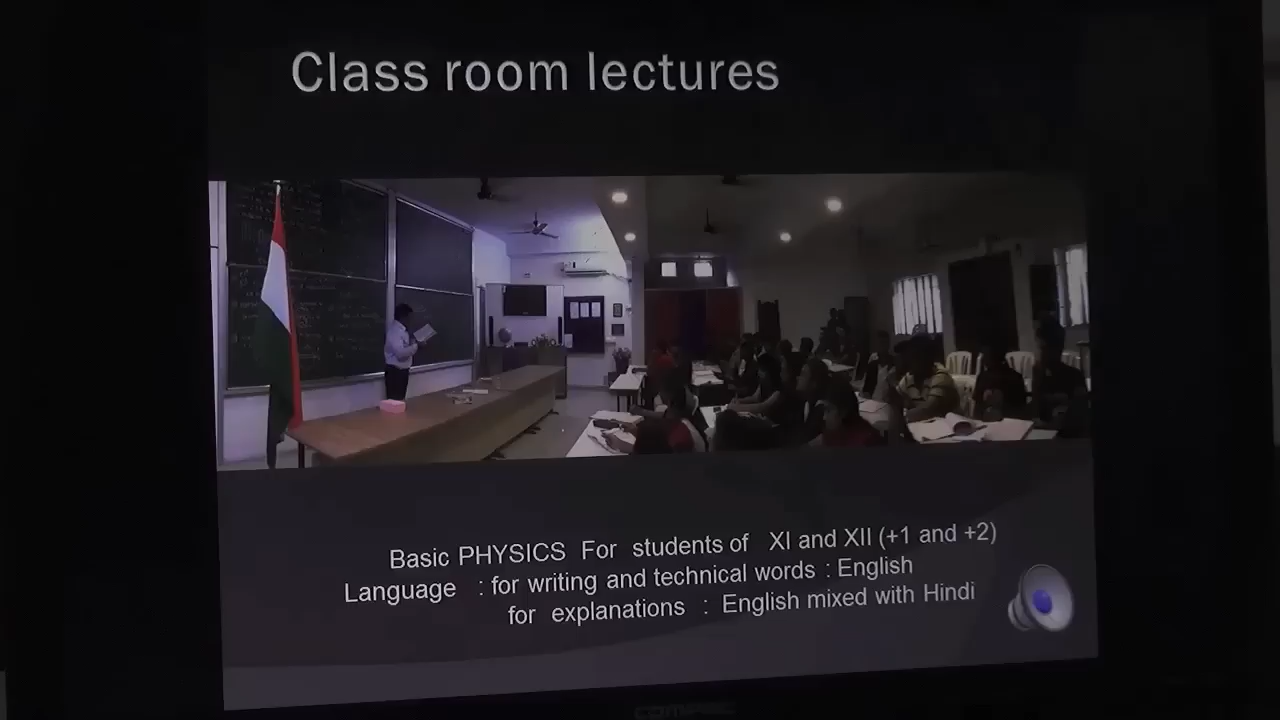 Class room lectures
Basic PHYSICS For students of XI and XII (+1 and +2)
Language : for writing and technical words : English
for explanations : English mixed with Hindi
COMPAQ